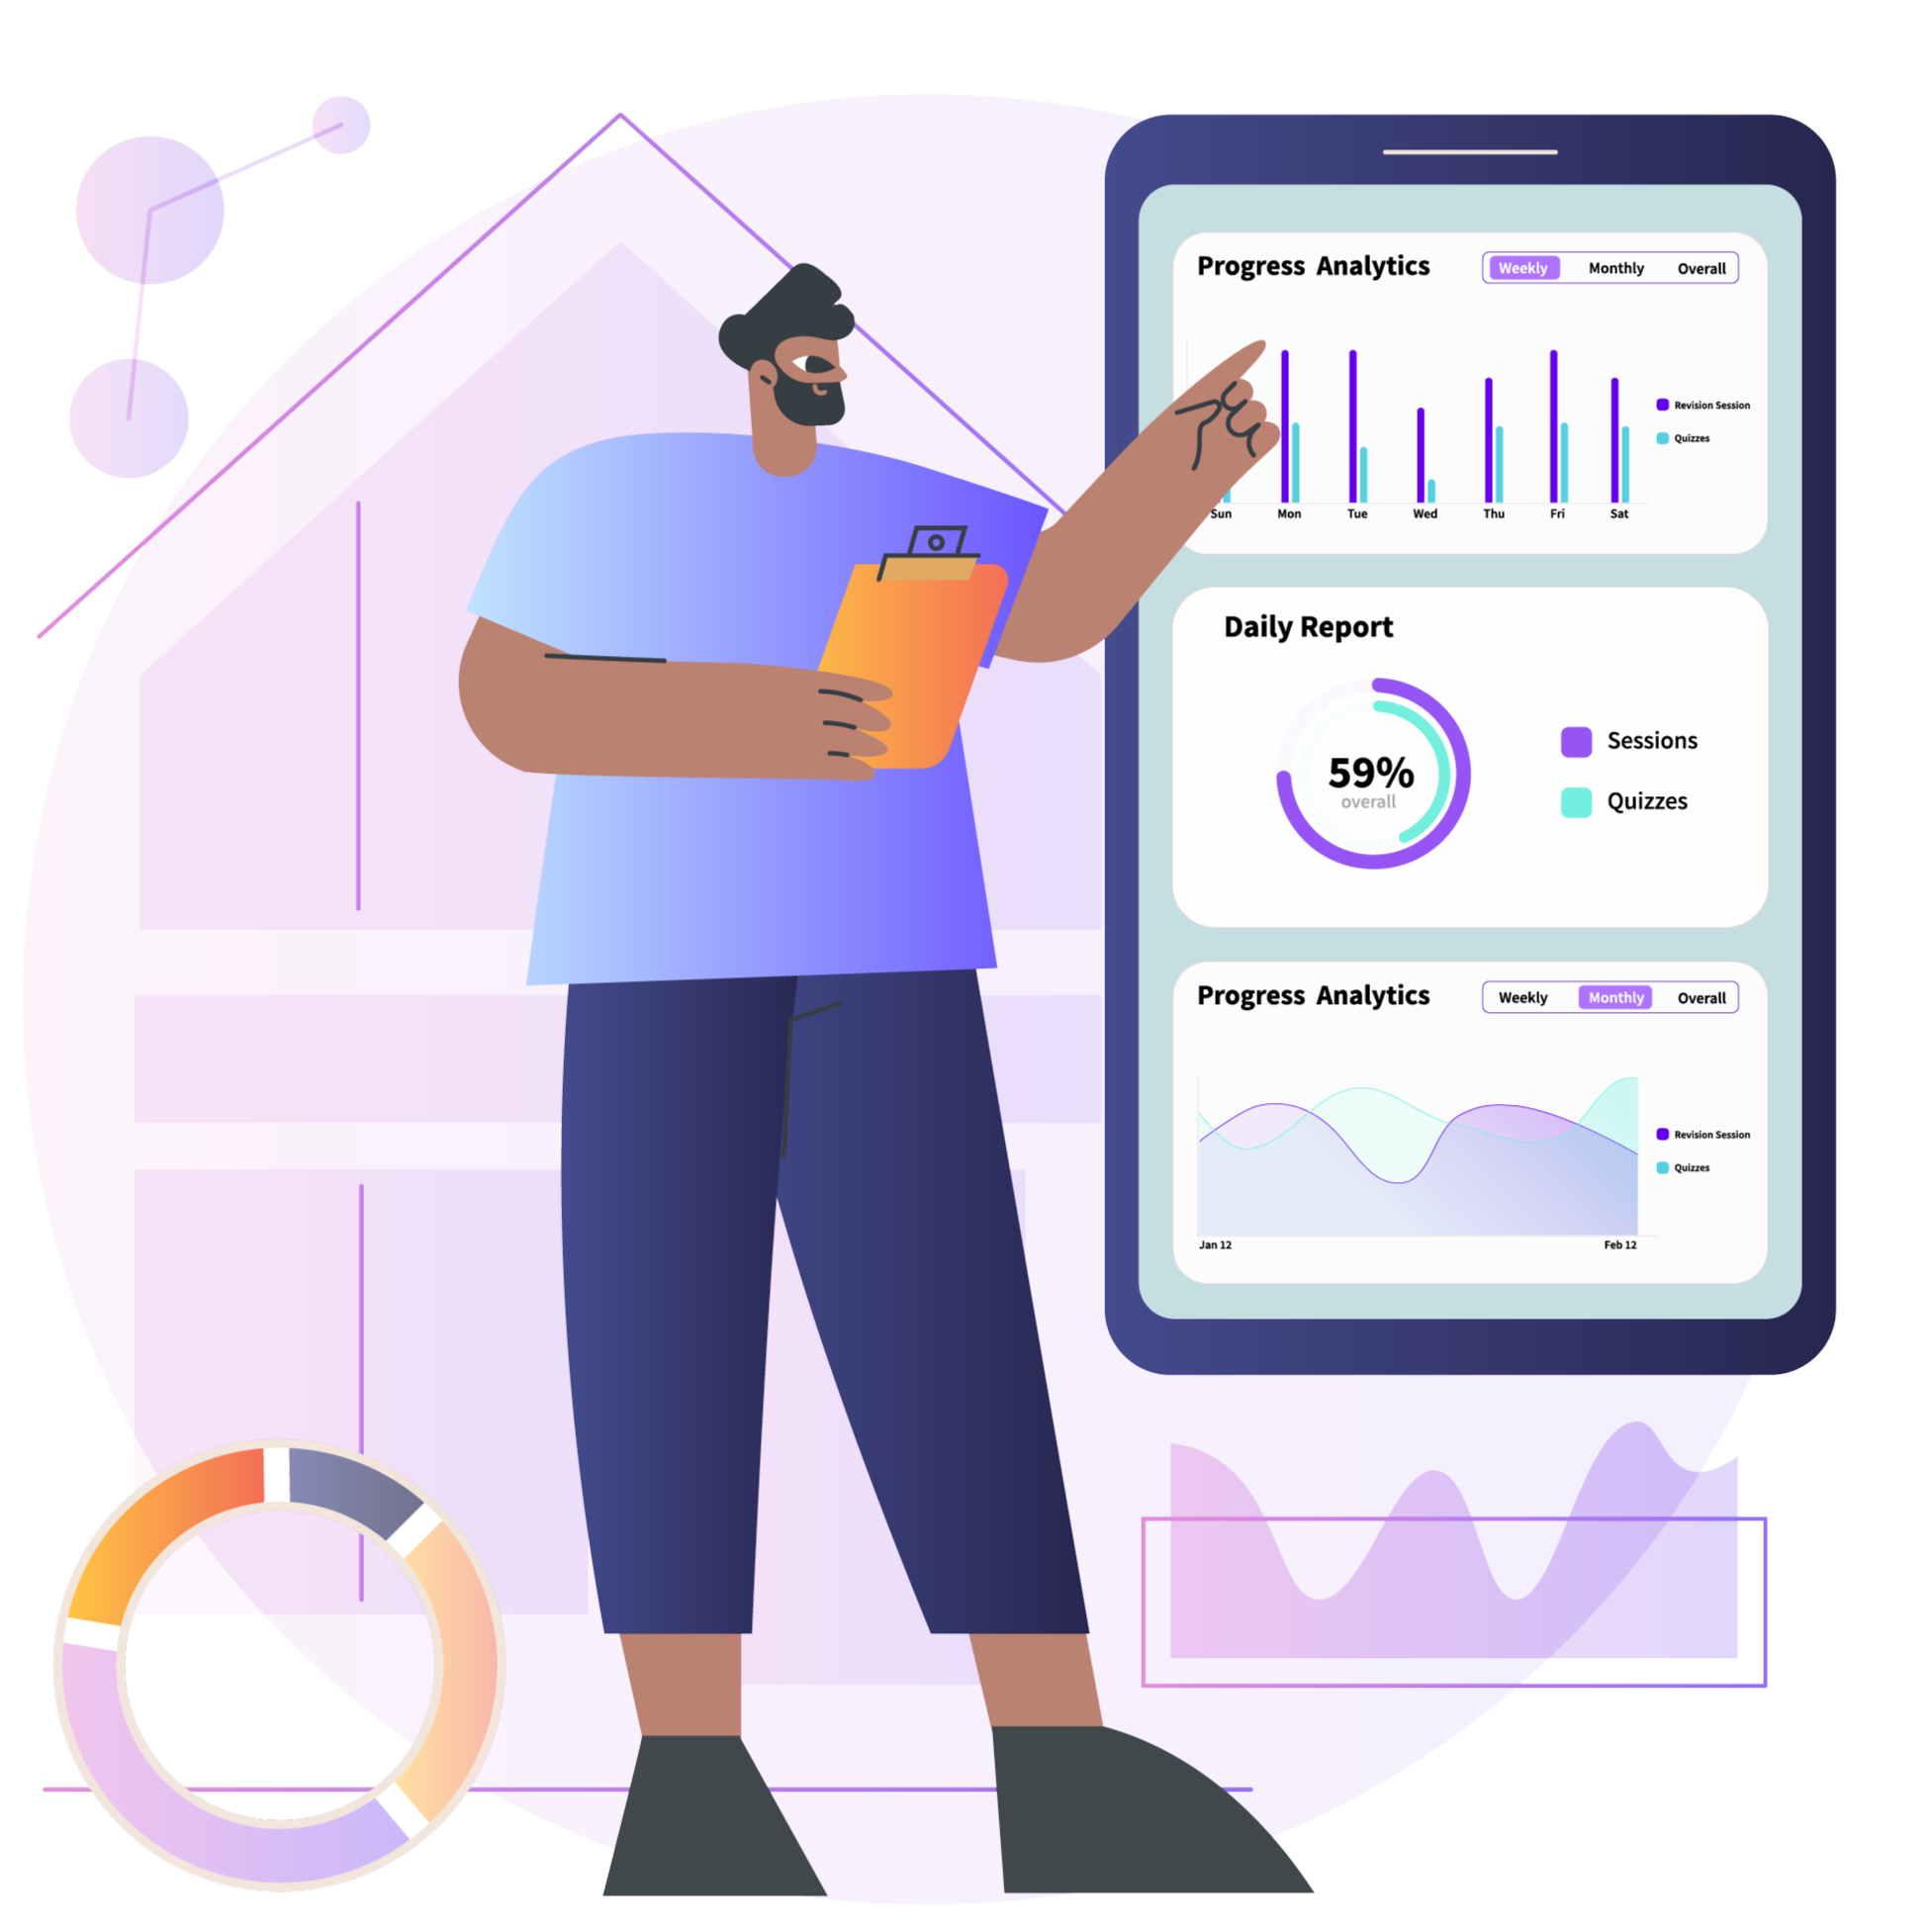 Progress Analytics
Weekly Monthly Overall
Revision Session
Quizzes
Sun Mon Tue Wed Thu Fri Sat
Daily Report
59%
overall
Sessions
Quizzes
Progress Analytics
Weekly Monthly Overall
Revision Session
Quizzes
Jan 12 Feb 12